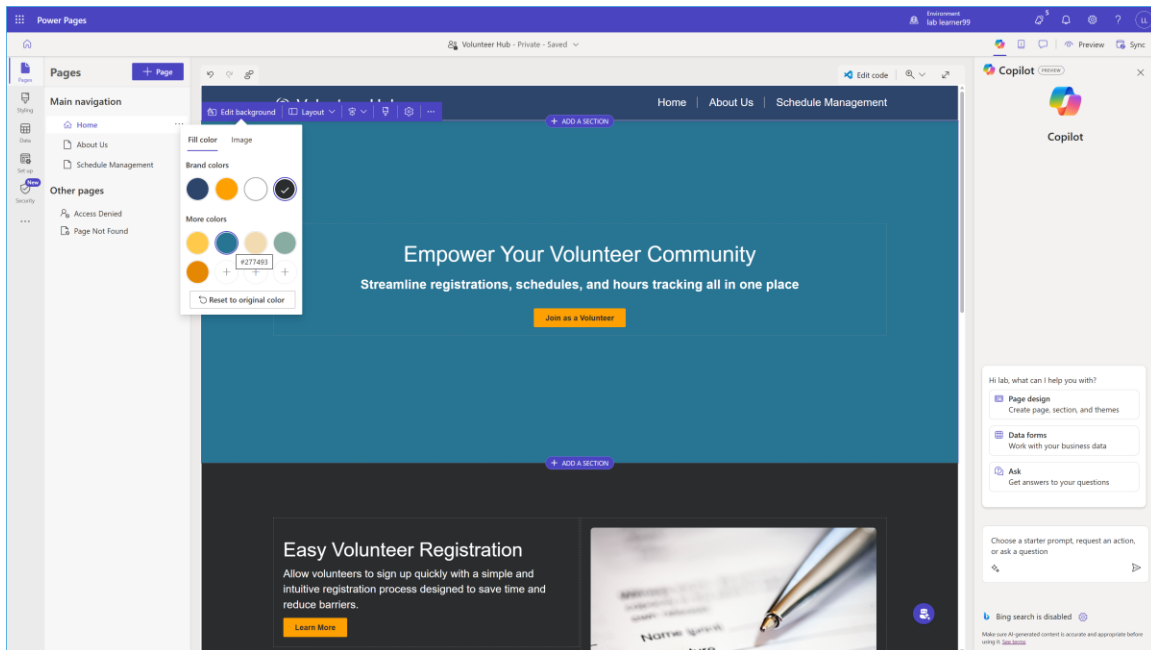 Power Pages
Environment
lab learner99
5
?
LL
Volunteer Hub - Private - Saved
Preview
Sync
Pages
Styling
Data
Set up
New
Security
Pages
+ Page
Main navigation
Home
...
About Us
Schedule Management
Other pages
Access Denied
Page Not Found
Edit code
Home | About Us | Schedule Management
Edit background
Layout
...
+ ADD A SECTION
Fill color
Image
Brand colors
More colors
#277493
Reset to original color
Empower Your Volunteer Community
Streamline registrations, schedules, and hours tracking all in one place
Join as a Volunteer
+ ADD A SECTION
Easy Volunteer Registration
Allow volunteers to sign up quickly with a simple and
intuitive registration process designed to save time and
reduce barriers.
Learn More
Name (print
Copilot PREVIEW
Copilot
Hi lab, what can I help you with?
Page design
Create page, section, and themes
Data forms
Work with your business data
Ask
Get answers to your questions
Choose a starter prompt, request an action,
or ask a question
Bing search is disabled
Make sure AI-generated content is accurate and appropriate before
using it. See terms